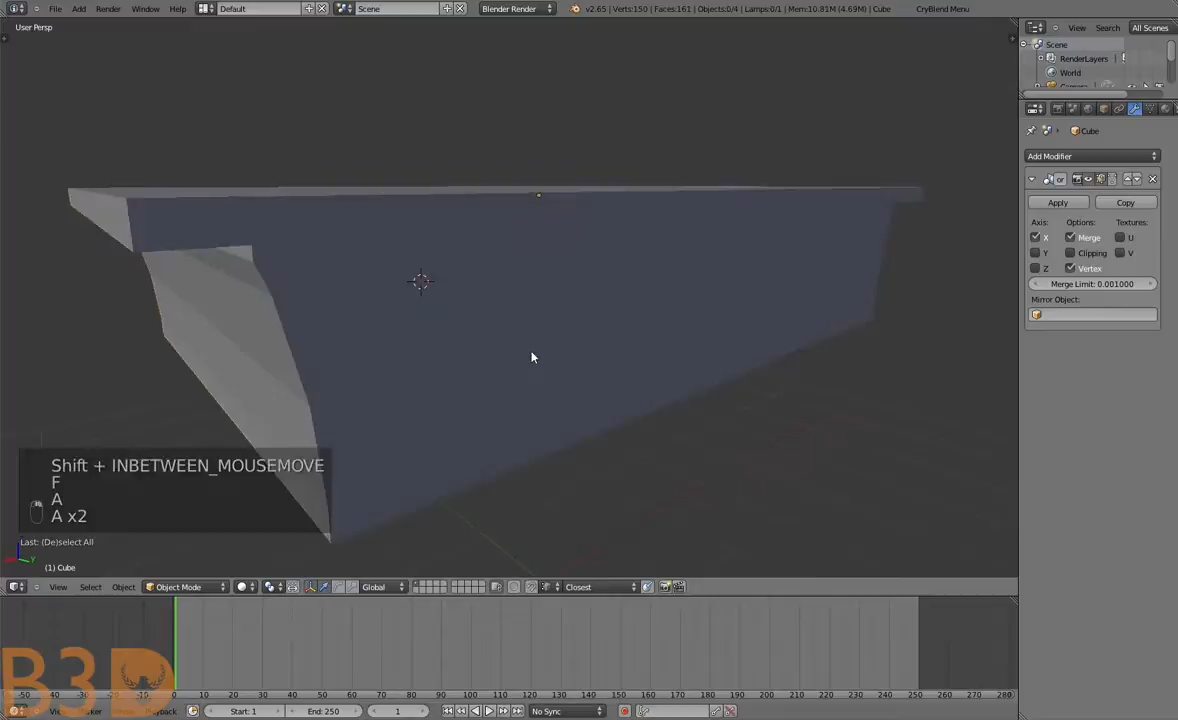 File Add Render Window Help Default Scene Blender Render v2.65 | Verts:150 | Faces:161 | Objects:0/4 | Lamps:0/1 | Mem:10.81M (4.69M) | Cube CryBlend Menu
User Persp
View Search All Scenes
Scene
RenderLayers
World
Cube
Add Modifier
or
Apply Copy
Axis: Options: Textures:
X Merge U
Y Clipping V
Z Vertex
Merge Limit: 0.001000
Mirror Object:
Shift + INBETWEEN_MOUSEMOVE
F
A
A x2
Last: (De)select All
(1) Cube
View Select Object Object Mode Global Closest
B3D
-50 -40 -30 -20 -10 0 10 20 30 40 50 60 70 80 90 100 110 120 130 140 150 160 170 180 190 200 210 220 230 240 250 260 270 280
Playback Start: 1 End: 250 1 No Sync